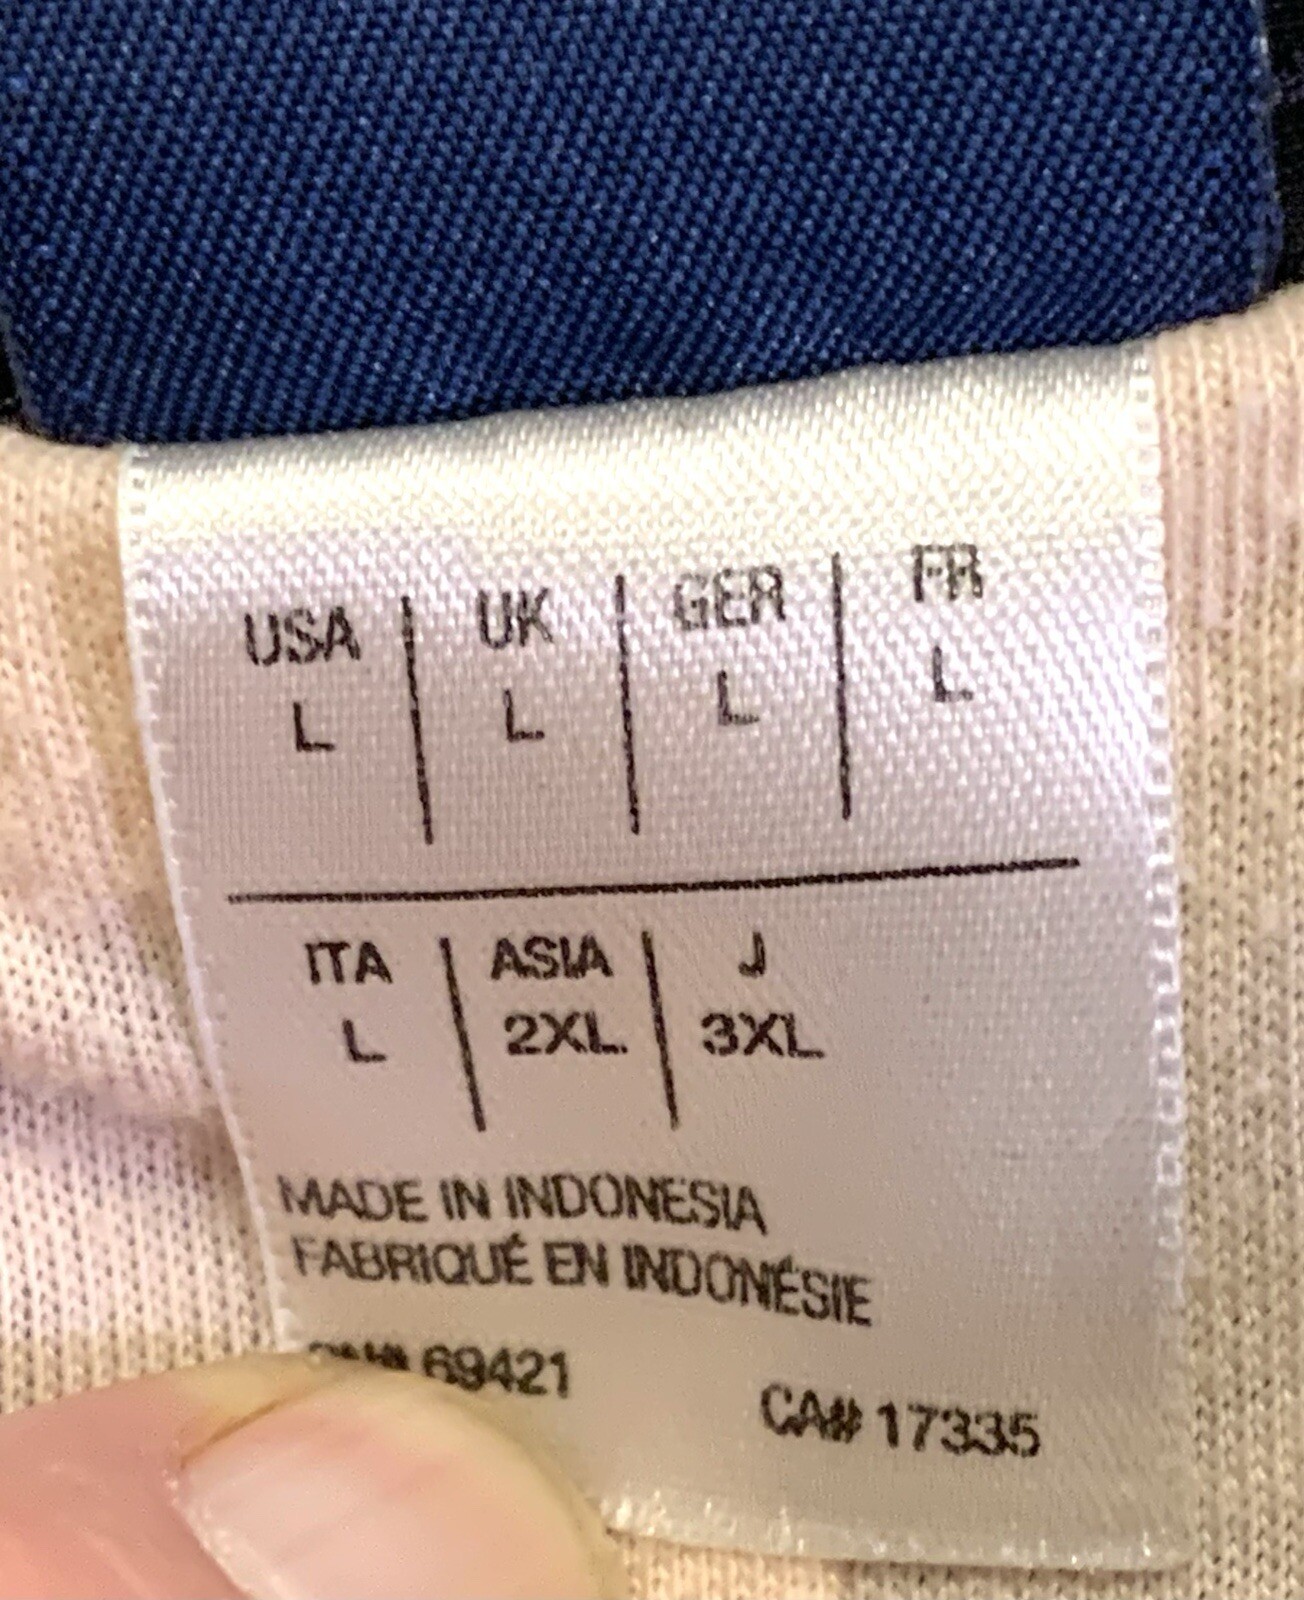 USA UK GER FR
L L L L
ITA ASIA J
L 2XL 3XL
MADE IN INDONESIA
FABRIQUÉ EN INDONÉSIE
69421
CA# 17335